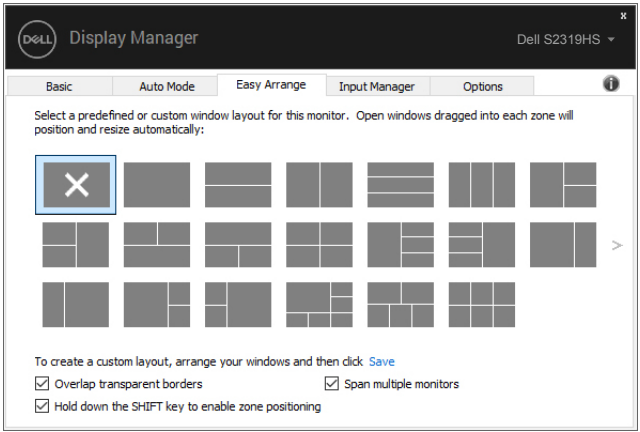 x
DELL Display Manager
Dell S2319HS
Basic Auto Mode Easy Arrange Input Manager Options
Select a predefined or custom window layout for this monitor. Open windows dragged into each zone will
position and resize automatically:
To create a custom layout, arrange your windows and then click Save
Overlap transparent borders Span multiple monitors
Hold down the SHIFT key to enable zone positioning